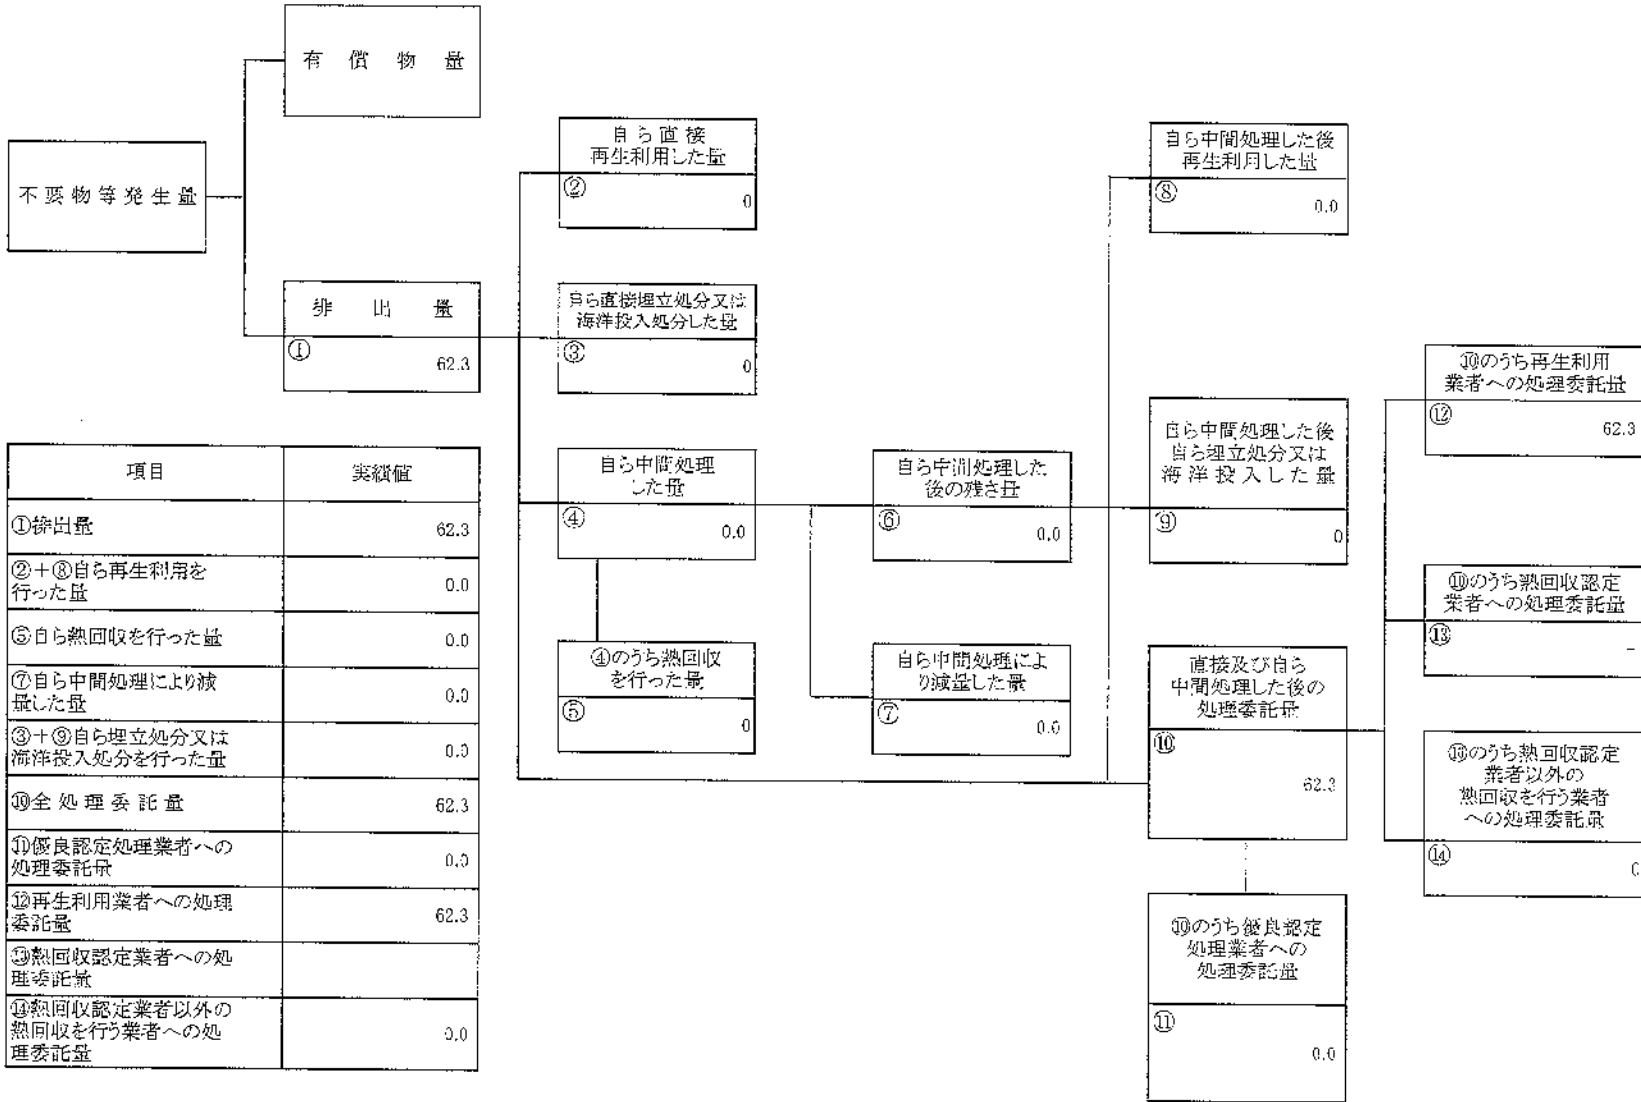 有償物量
不要物等発生量
排出量
①
62.3
自ら直接
再生利用した量
②
0
自ら直接埋立処分又は
海洋投入処分した量
③
0
自ら中間処理
した量
④
0.0
④のうち熱回収
を行った量
⑤
0
自ら中間処理した
後の残さ量
⑥
0.0
自ら中間処理によ
り減量した量
⑦
0.0
自ら中間処理した後
再生利用した量
⑧
0.0
自ら中間処理した後
自ら埋立処分又は
海洋投入した量
⑨
0
直接及び自ら
中間処理した後の
処理委託量
⑩
62.3
⑩のうち優良認定
処理業者への
処理委託量
⑪
0.0
⑩のうち再生利用
業者への処理委託量
⑫
62.3
⑩のうち熱回収認定
業者への処理委託量
⑬
-
⑩のうち熱回収認定
業者以外の
熱回収を行う業者
への処理委託量
⑭
0
項目 実績値
①排出量 62.3
②+⑧自ら再生利用を
行った量 0.0
⑤自ら熱回収を行った量 0.0
⑦自ら中間処理により減
量した量 0.0
③+⑨自ら埋立処分又は
海洋投入処分を行った量 0.0
⑩全処理委託量 62.3
⑪優良認定処理業者への
処理委託量 0.0
⑫再生利用業者への処理
委託量 62.3
⑬熱回収認定業者への処
理委託量
⑭熱回収認定業者以外の
熱回収を行う業者への処
理委託量 0.0